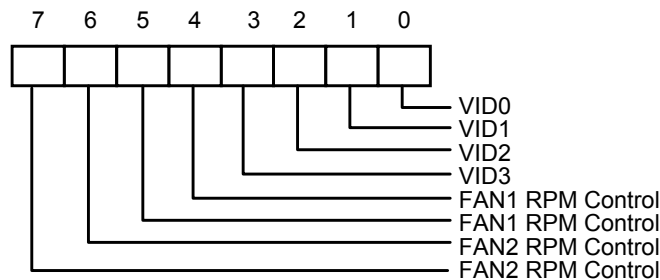 7 6 5 4 3 2 1 0
VID0
VID1
VID2
VID3
FAN1 RPM Control
FAN1 RPM Control
FAN2 RPM Control
FAN2 RPM Control